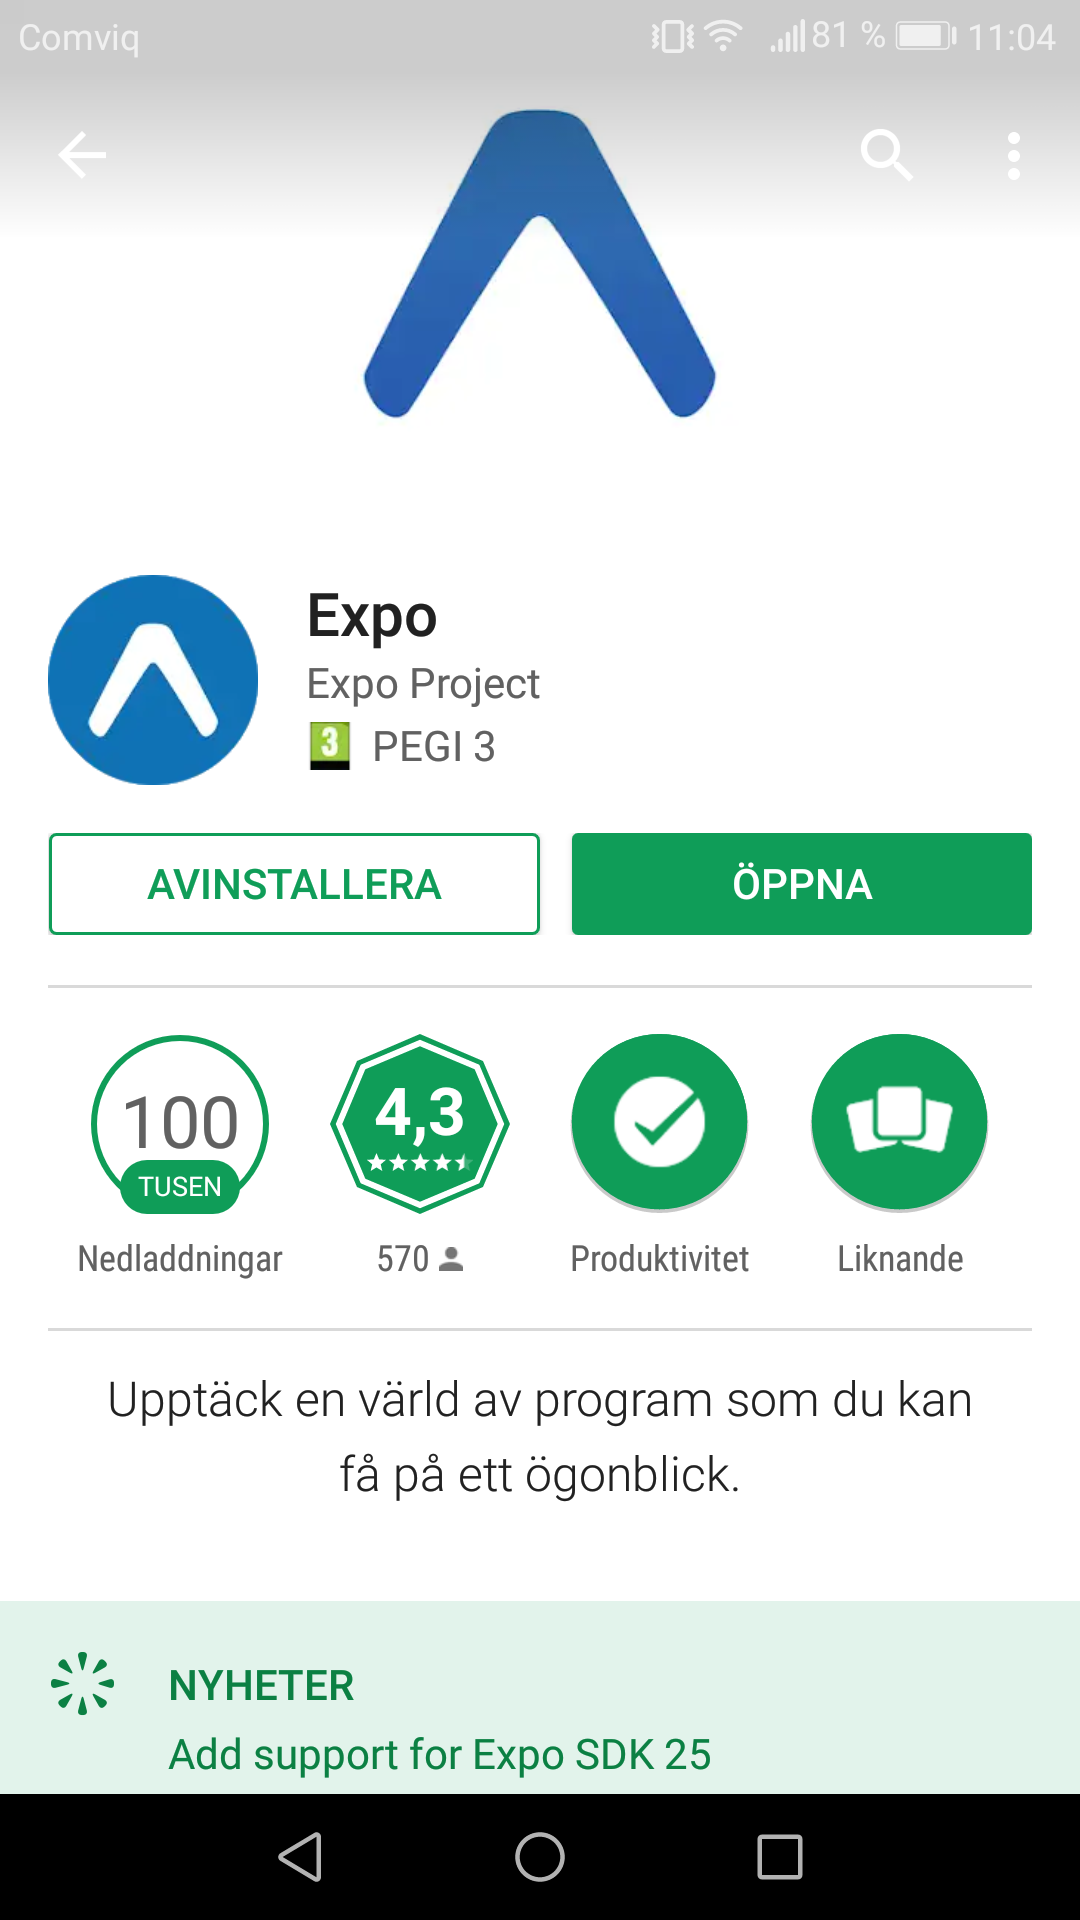 Comviq 81 % 11:04
Expo
Expo Project
3 PEGI 3
AVINSTALLERA ÖPPNA
100 4,3
TUSEN
Nedladdningar 570 Produktivitet Liknande
Upptäck en värld av program som du kan
få på ett ögonblick.
NYHETER
Add support for Expo SDK 25